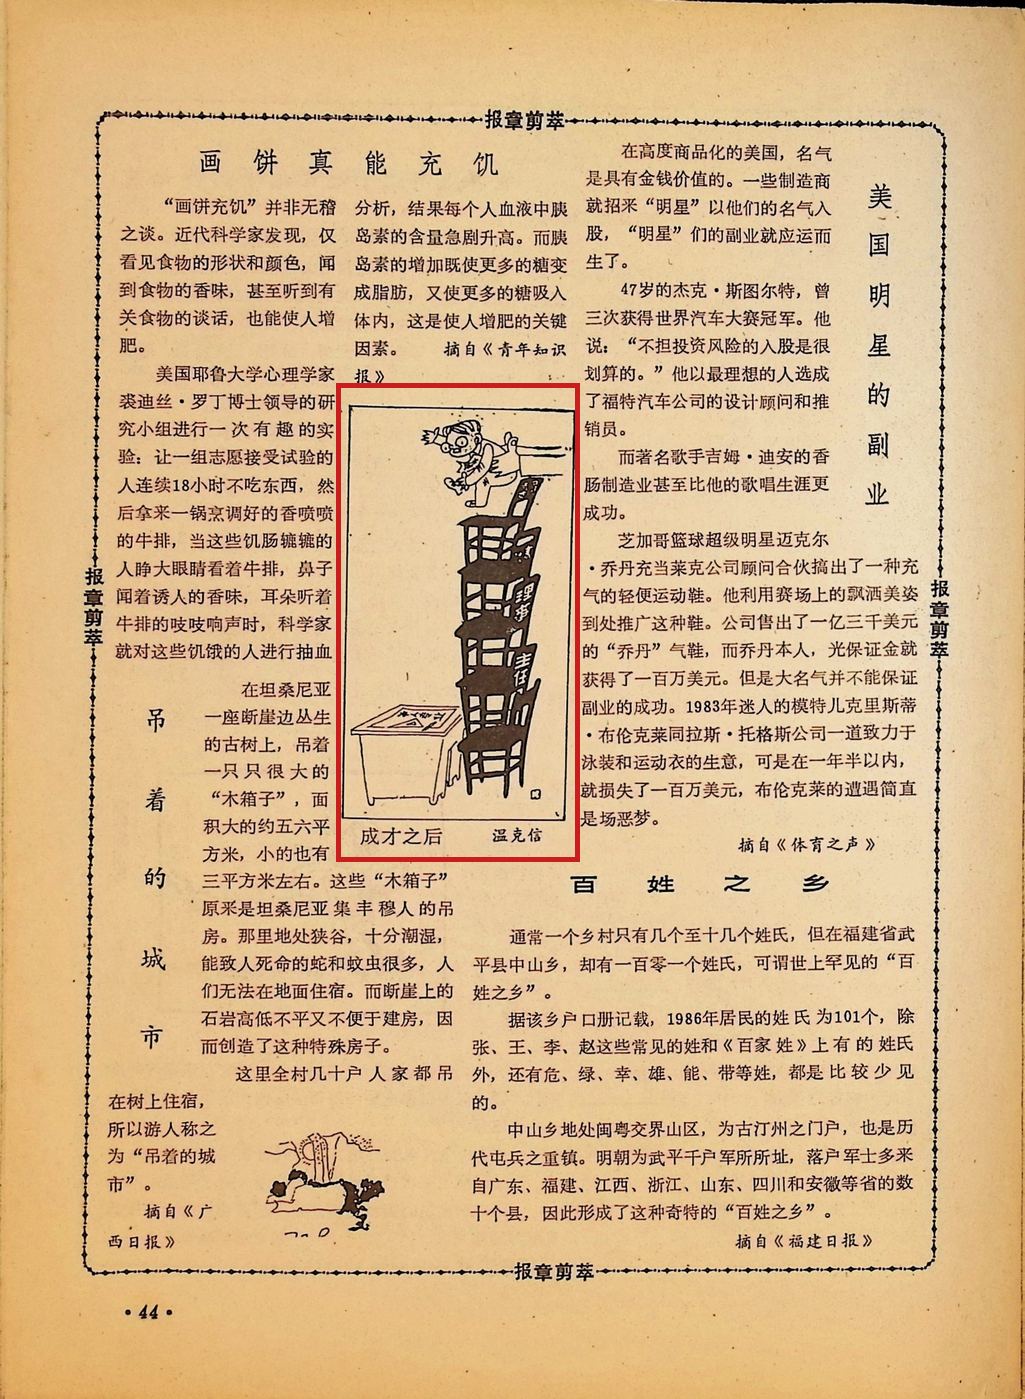 报章剪萃
画饼真能充饥
“画饼充饥”并非无稽
之谈。近代科学家发现，仅
看见食物的形状和颜色，闻
到食物的香味，甚至听到有
关食物的谈话，也能使人增
肥。
美国耶鲁大学心理学家
裘迪丝·罗丁博士领导的研
究小组进行一次有趣的实
验：让一组志愿接受试验的
人连续18小时不吃东西，然
后拿来一锅烹调好的香喷喷
的牛排，当这些饥肠辘辘的
人睁大眼睛看着牛排，鼻子
闻着诱人的香味，耳朵听着
牛排的吱吱响声时，科学家
就对这些饥饿的人进行抽血
分析，结果每个人血液中胰
岛素的含量急剧升高。而胰
岛素的增加既使更多的糖变
成脂肪，又使更多的糖吸入
体内，这是使人增肥的关键
因素。 摘自《青年知识
报》
理事
主任
成才之后 温克信
吊着的城市
在坦桑尼亚
一座断崖边丛生
的古树上，吊着
一只只很大的
“木箱子”，面
积大的约五六平
方米，小的也有
三平方米左右。这些“木箱子”
原来是坦桑尼亚集丰穆人的吊
房。那里地处狭谷，十分潮湿，
能致人死命的蛇和蚊虫很多，人
们无法在地面住宿。而断崖上的
石岩高低不平又不便于建房，因
而创造了这种特殊房子。
这里全村几十户人家都吊
在树上住宿，
所以游人称之
为“吊着的城
市”。
摘自《广
西日报》
美国明星的副业
在高度商品化的美国，名气
是具有金钱价值的。一些制造商
就招来“明星”以他们的名气入
股，“明星”们的副业就应运而
生了。
47岁的杰克·斯图尔特，曾
三次获得世界汽车大赛冠军。他
说：“不担投资风险的入股是很
划算的。”他以最理想的人选成
了福特汽车公司的设计顾问和推
销员。
而著名歌手吉姆·迪安的香
肠制造业甚至比他的歌唱生涯更
成功。
芝加哥篮球超级明星迈克尔
·乔丹充当莱克公司顾问合伙搞出了一种充
气的轻便运动鞋。他利用赛场上的飘洒美姿
到处推广这种鞋。公司售出了一亿三千美元
的“乔丹”气鞋，而乔丹本人，光保证金就
获得了一百万美元。但是大名气并不能保证
副业的成功。1983年迷人的模特儿克里斯蒂
·布伦克莱同拉斯·托格斯公司一道致力于
泳装和运动衣的生意，可是在一年半以内，
就损失了一百万美元，布伦克莱的遭遇简直
是场恶梦。
摘自《体育之声》
百姓之乡
通常一个乡村只有几个至十几个姓氏，但在福建省武
平县中山乡，却有一百零一个姓氏，可谓世上罕见的“百
姓之乡”。
据该乡户口册记载，1986年居民的姓氏为101个，除
张、王、李、赵这些常见的姓和《百家姓》上有的姓氏
外，还有危、绿、幸、雄、能、带等姓，都是比较少见
的。
中山乡地处闽粤交界山区，为古汀州之门户，也是历
代屯兵之重镇。明朝为武平千户军所所址，落户军士多来
自广东、福建、江西、浙江、山东、四川和安徽等省的数
十个县，因此形成了这种奇特的“百姓之乡”。
摘自《福建日报》
报章剪萃
报章剪萃
报章剪萃
·44·